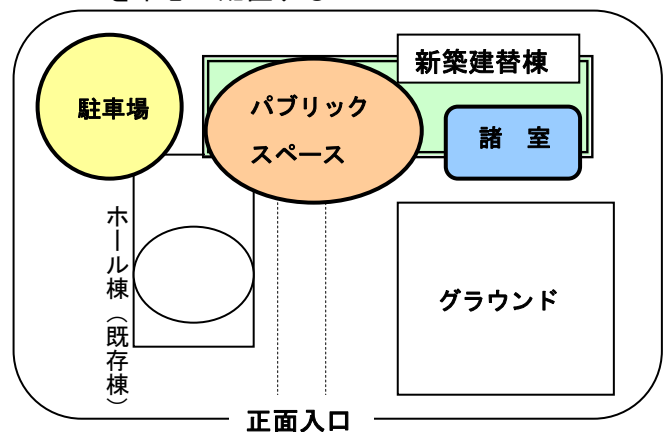 新築建替棟
駐車場
パブリック
スペース
諸 室
ホール棟（既存棟）
グラウンド
正面入口